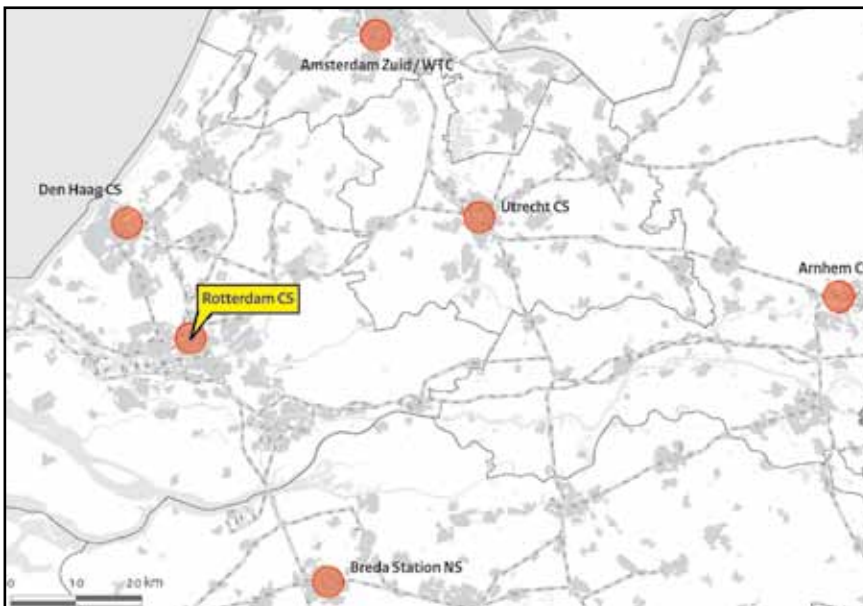 Amsterdam Zuid / WTC
Den Haag CS
Utrecht CS
Arnhem C
Rotterdam CS
Breda Station NS
0 10 20 km